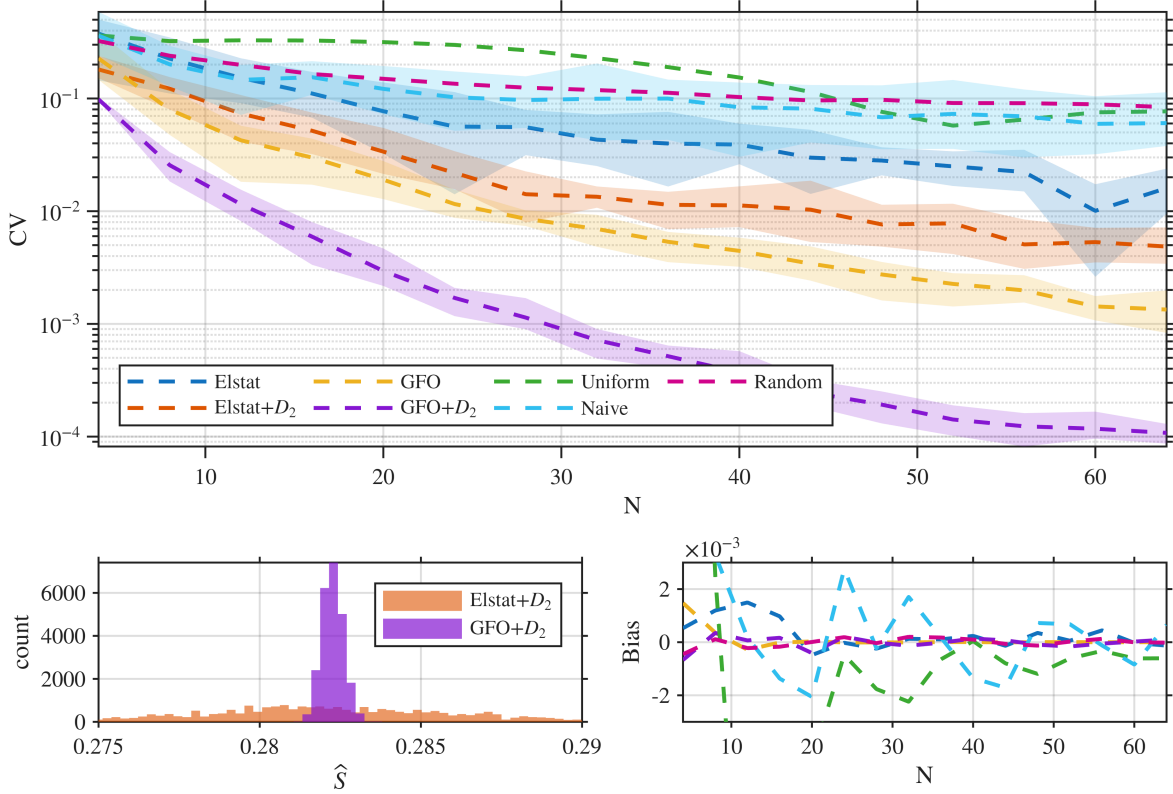 10⁻¹
10⁻²
10⁻³
10⁻⁴
CV
Elstat GFO Uniform Random
Elstat+D₂ GFO+D₂ Naive
10 20 30 40 50 60
N
6000
4000
2000
0
count
Elstat+D₂
GFO+D₂
0.275 0.28 0.285 0.29
Ŝ
×10⁻³
2
0
-2
Bias
10 20 30 40 50 60
N